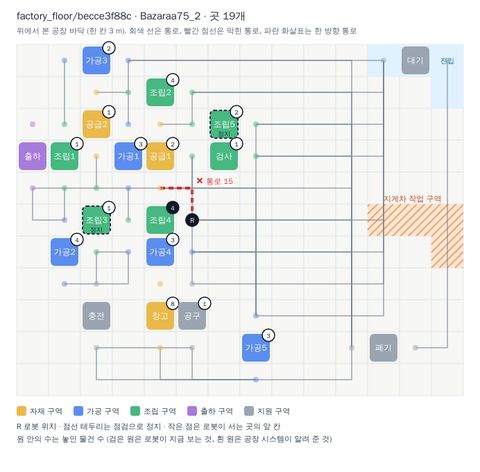 factory_floor/becce3f88c · Bazaraa75_2 · 곳 19개
위에서 본 공장 바닥 (한 칸 3 m). 회색 선은 통로, 빨간 점선은 막힌 통로, 파란 화살표는 한 방향 통로
가공3 2
대기
전립
조립2 4
공급2 1
조립5 2
정지
출하
조립1 1
가공1 3
공급1 2
검사 1
✕ 통로 15
지게차 작업 구역
조립3 1
정지
조립4 4
R
가공2 4
가공4 3
충전
창고 8
공구 1
가공5 3
폐기
자재 구역
가공 구역
조립 구역
출하 구역
지원 구역
R 로봇 위치 · 점선 테두리는 점검으로 정지 · 작은 점은 로봇이 서는 곳의 앞 칸
원 안의 수는 놓인 물건 수 (검은 원은 로봇이 지금 보는 것, 흰 원은 공장 시스템이 알려 준 것)